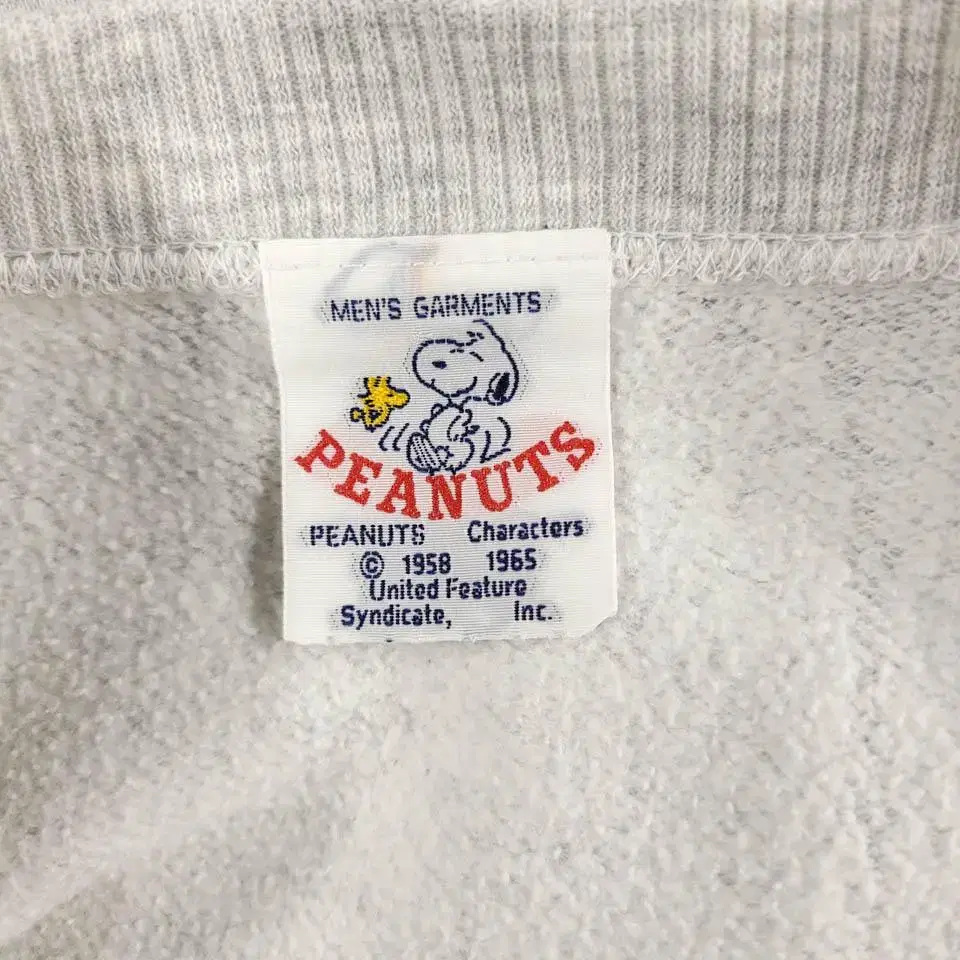 MEN'S GARMENTS
PEANUTS
PEANUTS Characters
© 1958 1965
United Feature
Syndicate, Inc.